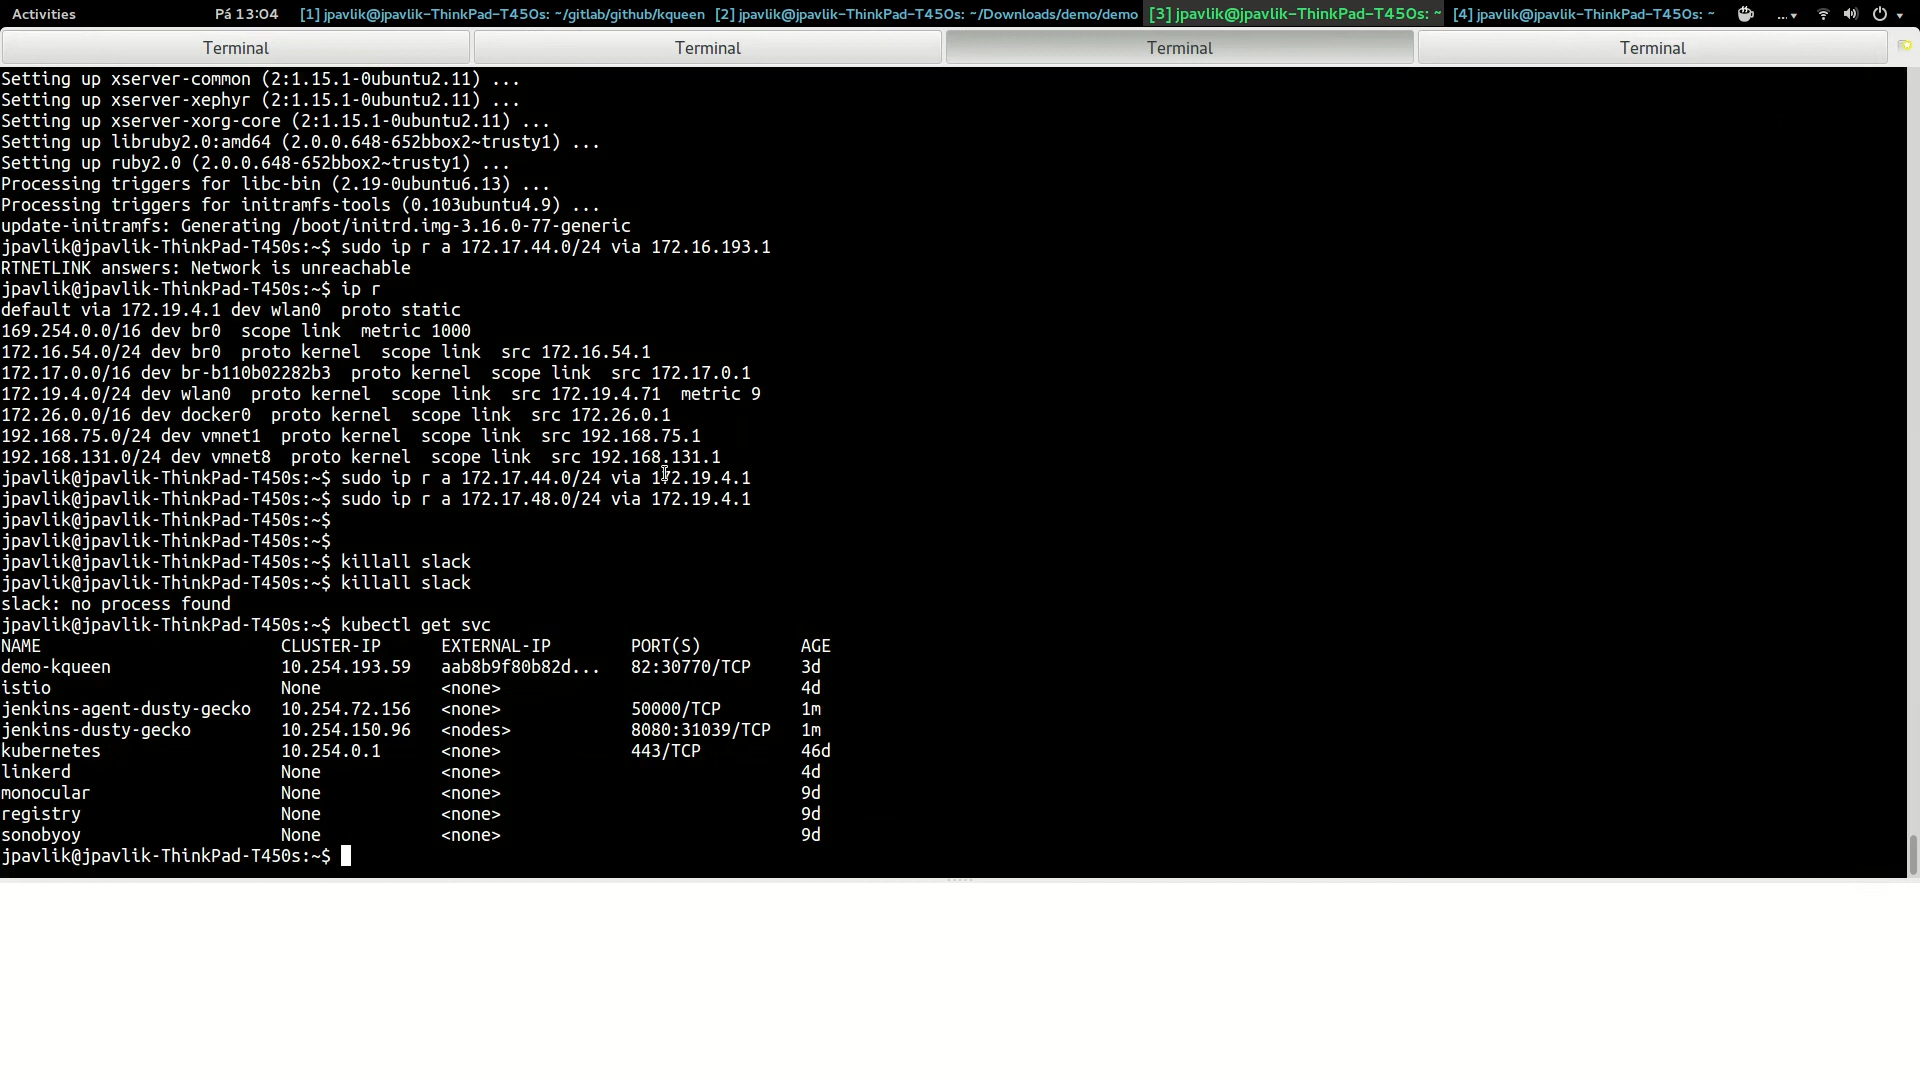 Activities Pá 13:04 [1] jpavlik@jpavlik-ThinkPad-T450s: ~/gitlab/github/kqueen [2] jpavlik@jpavlik-ThinkPad-T450s: ~/Downloads/demo/demo [3] jpavlik@jpavlik-ThinkPad-T450s: ~ [4] jpavlik@jpavlik-ThinkPad-T450s: ~ ...
Terminal Terminal Terminal Terminal
Setting up xserver-common (2:1.15.1-0ubuntu2.11) ...
Setting up xserver-xephyr (2:1.15.1-0ubuntu2.11) ...
Setting up xserver-xorg-core (2:1.15.1-0ubuntu2.11) ...
Setting up libruby2.0:amd64 (2.0.0.648-652bbox2~trusty1) ...
Setting up ruby2.0 (2.0.0.648-652bbox2~trusty1) ...
Processing triggers for libc-bin (2.19-0ubuntu6.13) ...
Processing triggers for initramfs-tools (0.103ubuntu4.9) ...
update-initramfs: Generating /boot/initrd.img-3.16.0-77-generic
jpavlik@jpavlik-ThinkPad-T450s:~$ sudo ip r a 172.17.44.0/24 via 172.16.193.1
RTNETLINK answers: Network is unreachable
jpavlik@jpavlik-ThinkPad-T450s:~$ ip r
default via 172.19.4.1 dev wlan0  proto static
169.254.0.0/16 dev br0  scope link  metric 1000
172.16.54.0/24 dev br0  proto kernel  scope link  src 172.16.54.1
172.17.0.0/16 dev br-b110b02282b3  proto kernel  scope link  src 172.17.0.1
172.19.4.0/24 dev wlan0  proto kernel  scope link  src 172.19.4.71  metric 9
172.26.0.0/16 dev docker0  proto kernel  scope link  src 172.26.0.1
192.168.75.0/24 dev vmnet1  proto kernel  scope link  src 192.168.75.1
192.168.131.0/24 dev vmnet8  proto kernel  scope link  src 192.168.131.1
jpavlik@jpavlik-ThinkPad-T450s:~$ sudo ip r a 172.17.44.0/24 via 172.19.4.1
jpavlik@jpavlik-ThinkPad-T450s:~$ sudo ip r a 172.17.48.0/24 via 172.19.4.1
jpavlik@jpavlik-ThinkPad-T450s:~$
jpavlik@jpavlik-ThinkPad-T450s:~$
jpavlik@jpavlik-ThinkPad-T450s:~$ killall slack
jpavlik@jpavlik-ThinkPad-T450s:~$ killall slack
slack: no process found
jpavlik@jpavlik-ThinkPad-T450s:~$ kubectl get svc
NAME                        CLUSTER-IP      EXTERNAL-IP        PORT(S)          AGE
demo-kqueen                 10.254.193.59   aab8b9f80b82d...   82:30770/TCP     3d
istio                       None            <none>                              4d
jenkins-agent-dusty-gecko   10.254.72.156   <none>             50000/TCP        1m
jenkins-dusty-gecko         10.254.150.96   <nodes>            8080:31039/TCP   1m
kubernetes                  10.254.0.1      <none>             443/TCP          46d
linkerd                     None            <none>                              4d
monocular                   None            <none>                              9d
registry                    None            <none>                              9d
sonobyoy                    None            <none>                              9d
jpavlik@jpavlik-ThinkPad-T450s:~$